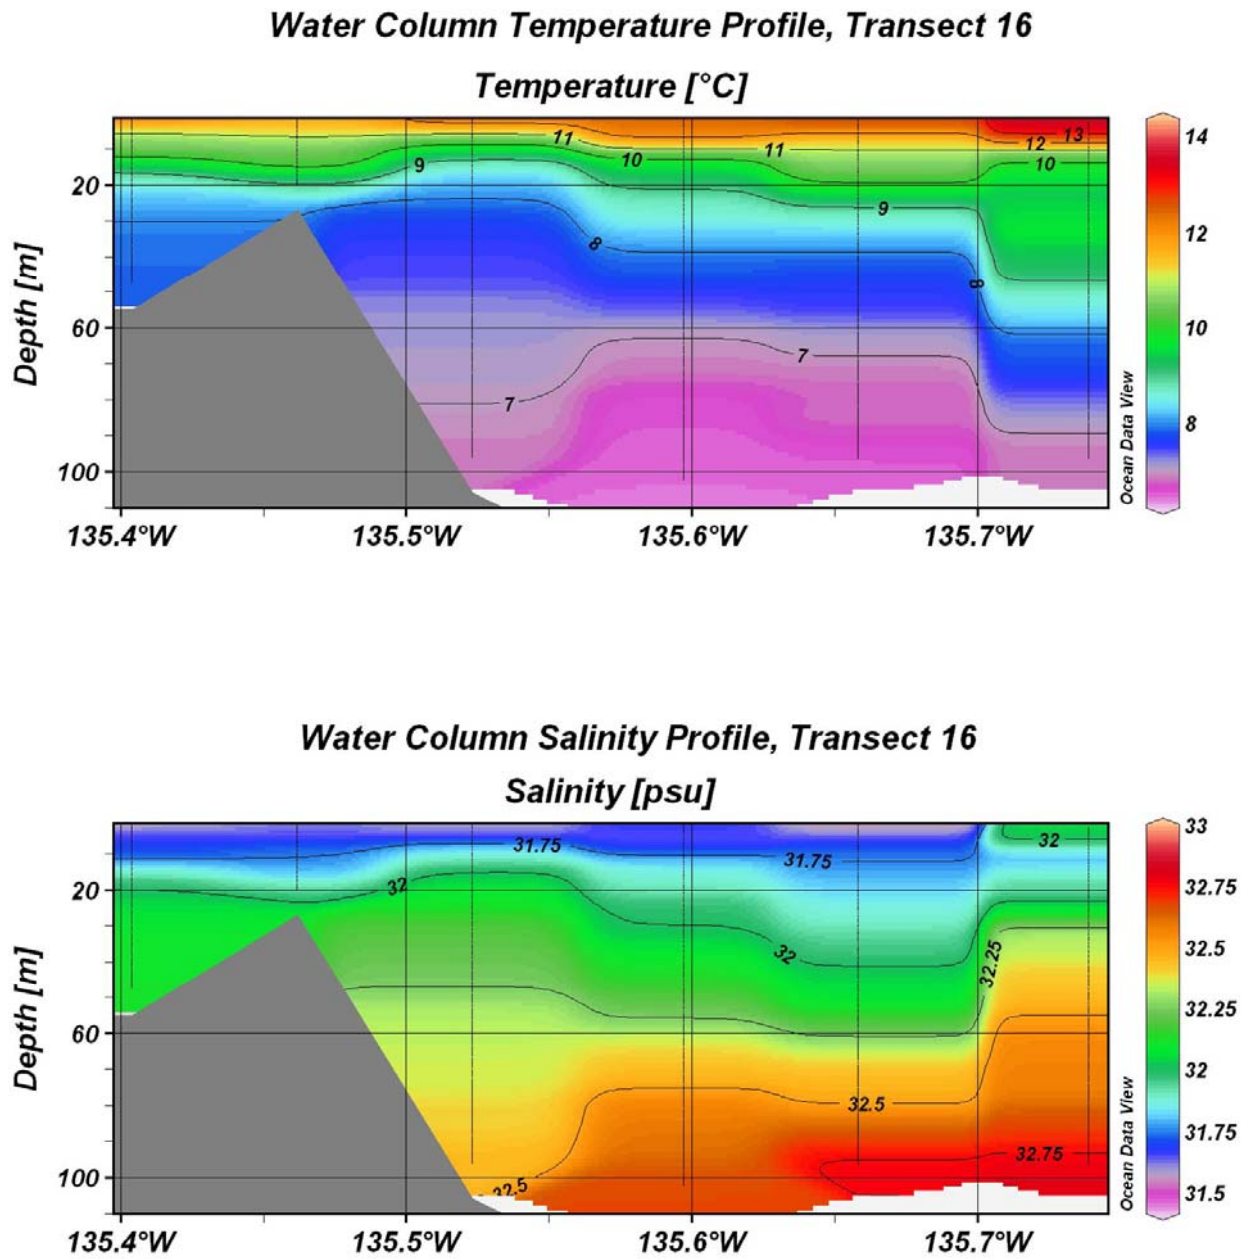 Water Column Temperature Profile, Transect 16
Temperature [°C]
11
12
13
11
10
10
9
9
8
8
7
7
20
60
100
Depth [m]
135.4°W
135.5°W
135.6°W
135.7°W
Ocean Data View
14
12
10
8
Water Column Salinity Profile, Transect 16
Salinity [psu]
31.75
31.75
32
32
32
32.25
32.5
32.5
32.75
20
60
100
Depth [m]
135.4°W
135.5°W
135.6°W
135.7°W
Ocean Data View
33
32.75
32.5
32.25
32
31.75
31.5